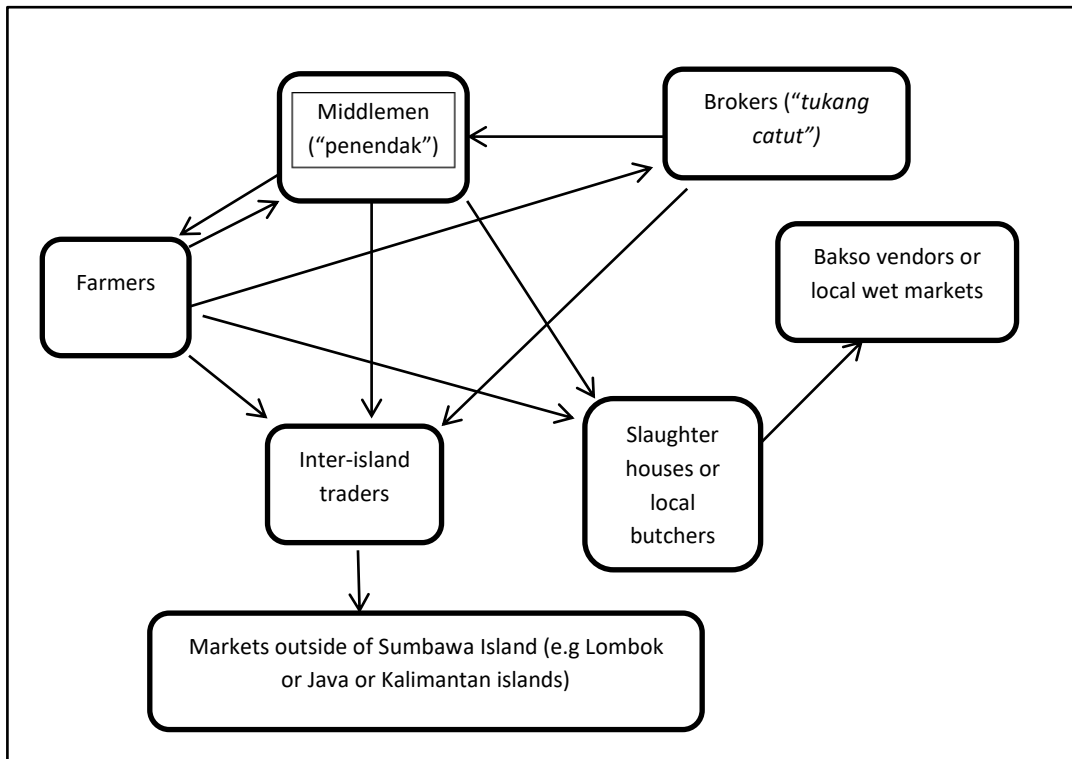 Middlemen
(“penendak”)
Brokers (“tukang
catut”)
Farmers
Bakso vendors or
local wet markets
Inter-island
traders
Slaughter
houses or
local
butchers
Markets outside of Sumbawa Island (e.g Lombok
or Java or Kalimantan islands)